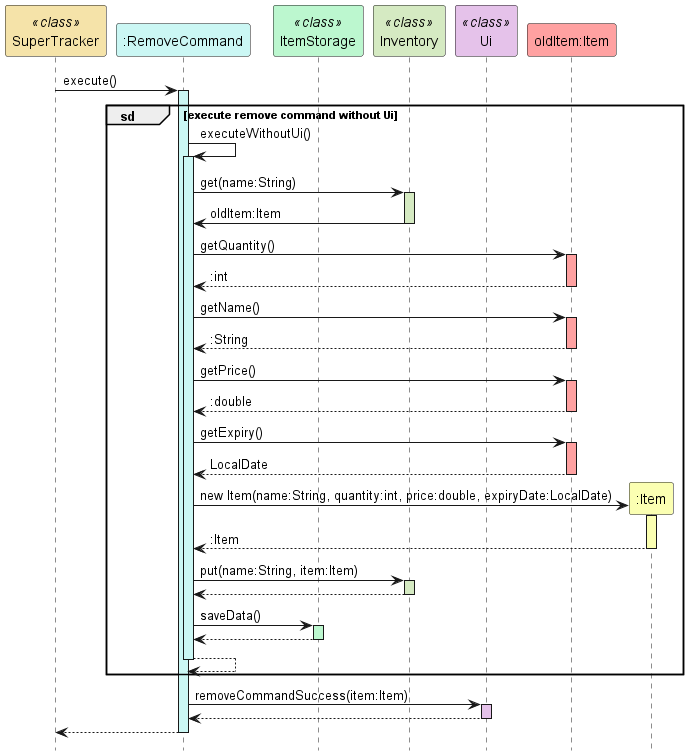 «class»
SuperTracker
:RemoveCommand
«class»
ItemStorage
«class»
Inventory
«class»
Ui
oldItem:Item
execute()
sd
[execute remove command without Ui]
executeWithoutUi()
get(name:String)
oldItem:Item
getQuantity()
:int
getName()
:String
getPrice()
:double
getExpiry()
LocalDate
new Item(name:String, quantity:int, price:double, expiryDate:LocalDate)
:Item
:Item
put(name:String, item:Item)
saveData()
removeCommandSuccess(item:Item)